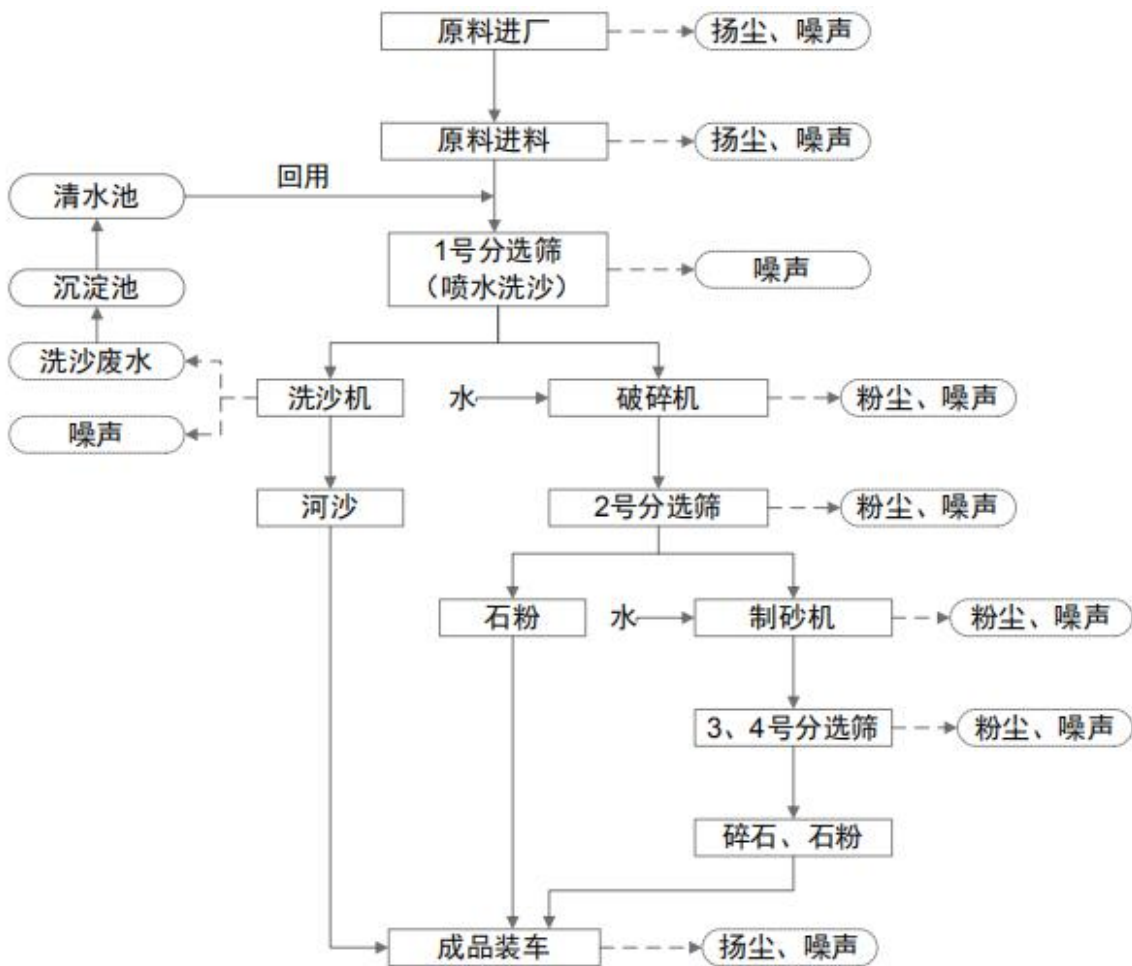 原料进厂
扬尘、噪声
原料进料
扬尘、噪声
清水池
回用
1号分选筛
（喷水洗沙）
噪声
沉淀池
洗沙废水
洗沙机
水
破碎机
粉尘、噪声
噪声
河沙
2号分选筛
粉尘、噪声
石粉
水
制砂机
粉尘、噪声
3、4号分选筛
粉尘、噪声
碎石、石粉
成品装车
扬尘、噪声